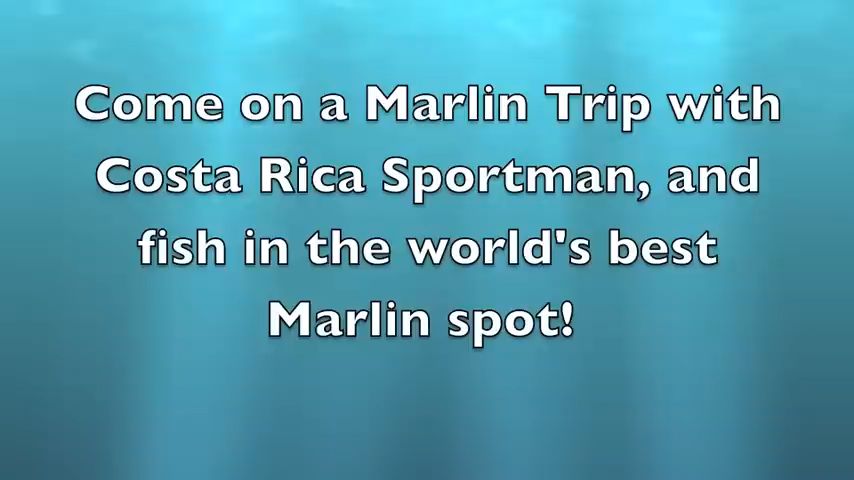 Come on a Marlin Trip with
Costa Rica Sportman, and
fish in the world's best
Marlin spot!